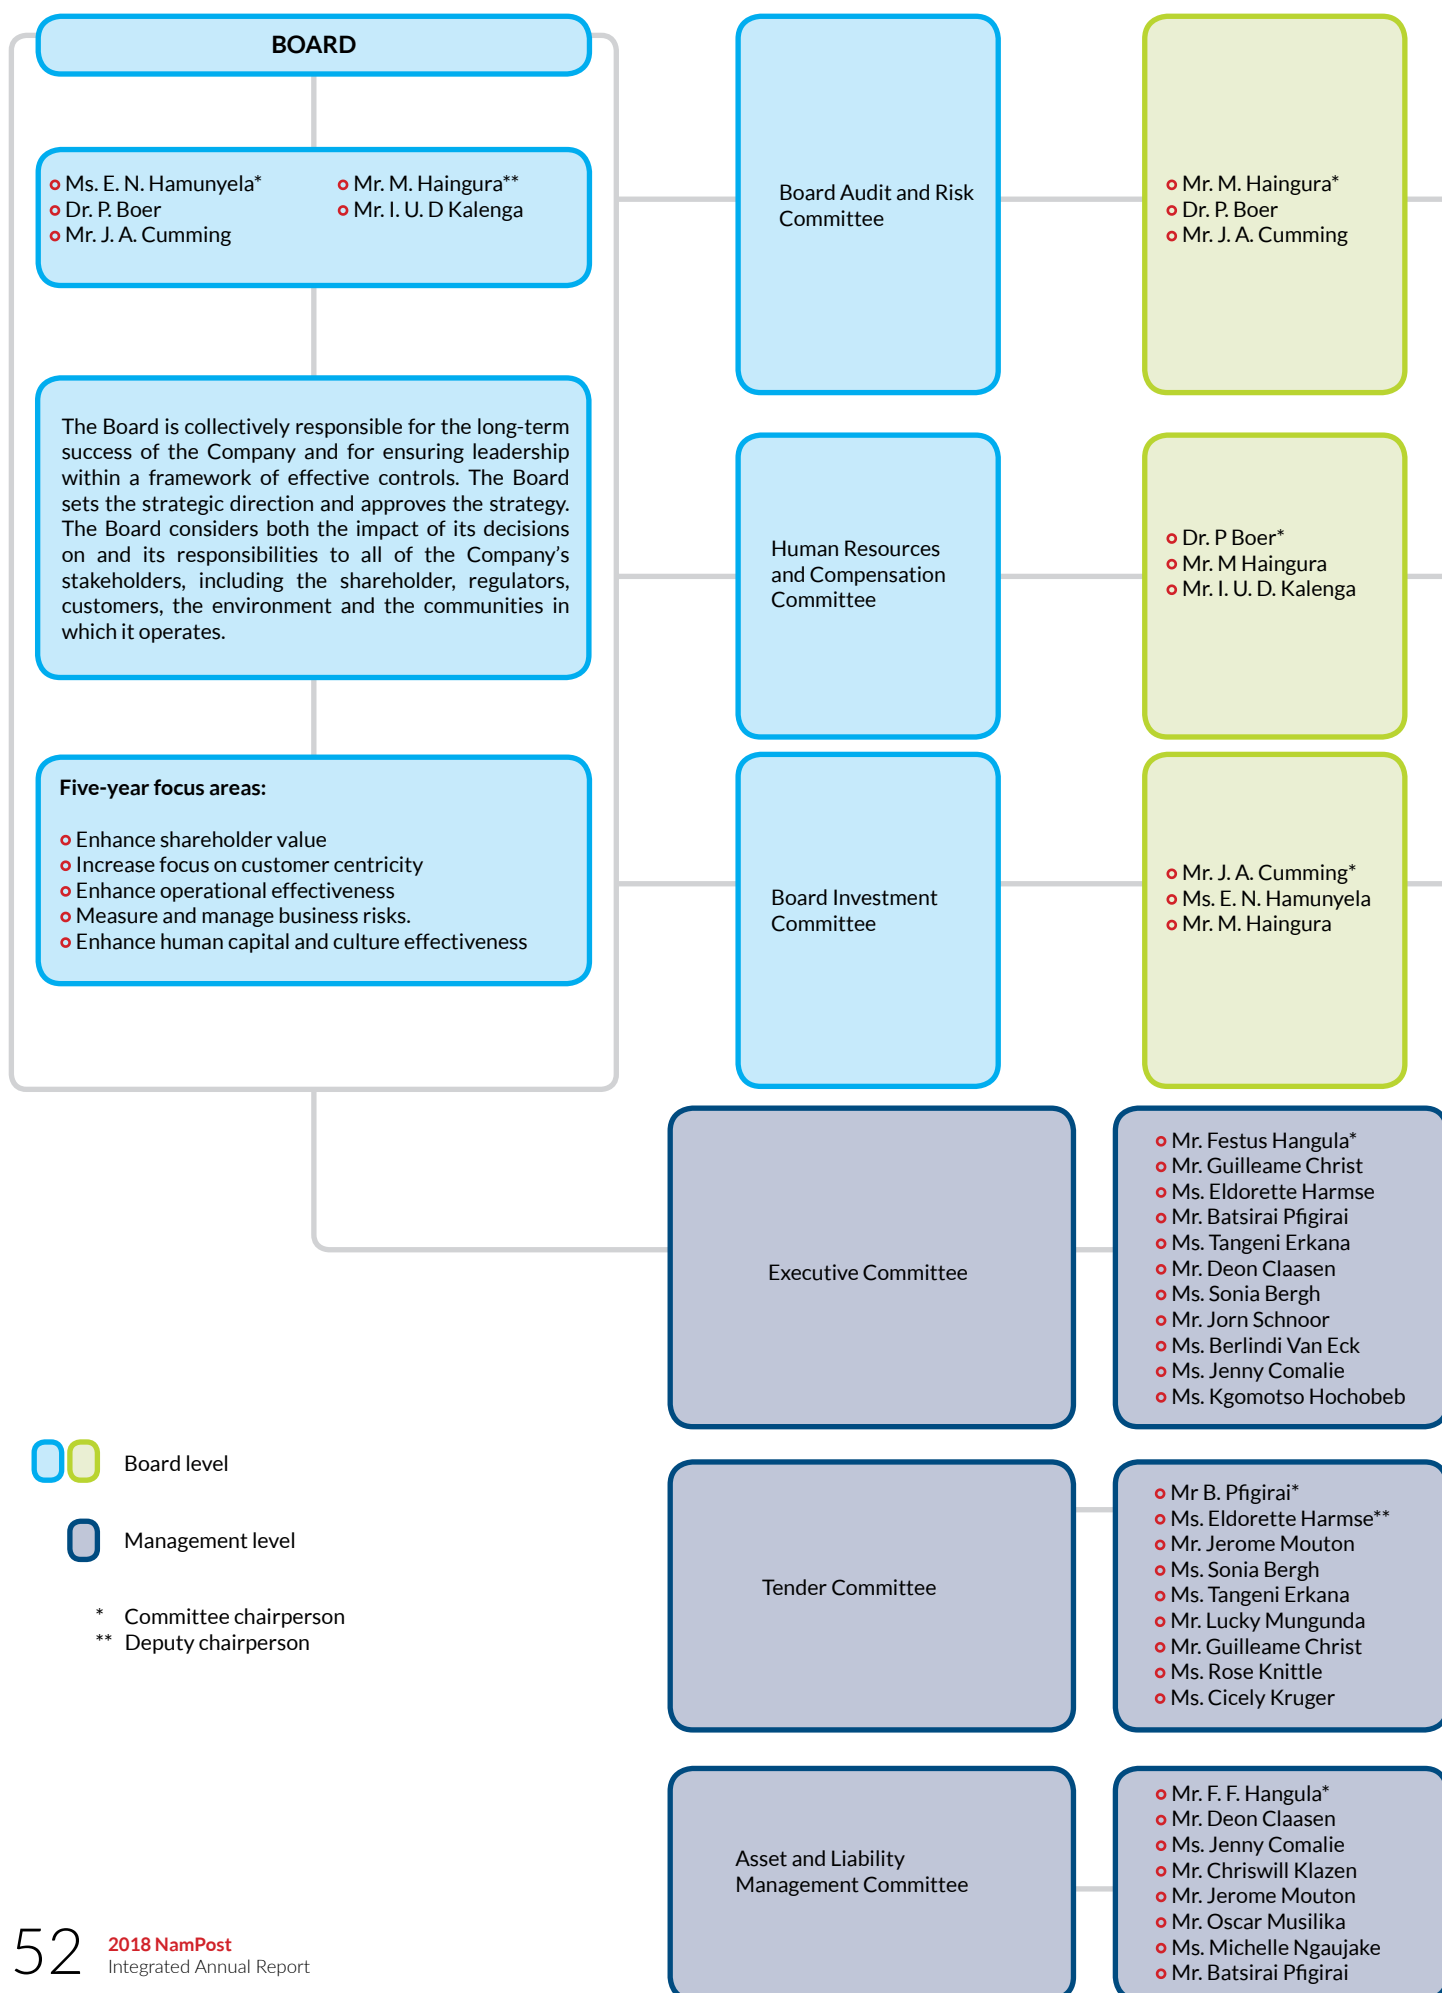 BOARD
Ms. E. N. Hamunyela*
Dr. P. Boer
Mr. J. A. Cumming
Mr. M. Haingura**
Mr. I. U. D Kalenga
The Board is collectively responsible for the long-term
success of the Company and for ensuring leadership
within a framework of effective controls. The Board
sets the strategic direction and approves the strategy.
The Board considers both the impact of its decisions
on and its responsibilities to all of the Company’s
stakeholders, including the shareholder, regulators,
customers, the environment and the communities in
which it operates.
Five-year focus areas:
Enhance shareholder value
Increase focus on customer centricity
Enhance operational effectiveness
Measure and manage business risks.
Enhance human capital and culture effectiveness
Board Audit and Risk
Committee
Mr. M. Haingura*
Dr. P. Boer
Mr. J. A. Cumming
Human Resources
and Compensation
Committee
Dr. P Boer*
Mr. M Haingura
Mr. I. U. D. Kalenga
Board Investment
Committee
Mr. J. A. Cumming*
Ms. E. N. Hamunyela
Mr. M. Haingura
Executive Committee
Mr. Festus Hangula*
Mr. Guilleame Christ
Ms. Eldorette Harmse
Mr. Batsirai Pfigirai
Ms. Tangeni Erkana
Mr. Deon Claasen
Ms. Sonia Bergh
Mr. Jorn Schnoor
Ms. Berlindi Van Eck
Ms. Jenny Comalie
Ms. Kgomotso Hochobeb
Tender Committee
Mr B. Pfigirai*
Ms. Eldorette Harmse**
Mr. Jerome Mouton
Ms. Sonia Bergh
Ms. Tangeni Erkana
Mr. Lucky Mungunda
Mr. Guilleame Christ
Ms. Rose Knittle
Ms. Cicely Kruger
Asset and Liability
Management Committee
Mr. F. F. Hangula*
Mr. Deon Claasen
Ms. Jenny Comalie
Mr. Chriswill Klazen
Mr. Jerome Mouton
Mr. Oscar Musilika
Ms. Michelle Ngaujake
Mr. Batsirai Pfigirai
Board level
Management level
* Committee chairperson
** Deputy chairperson
52
2018 NamPost
Integrated Annual Report